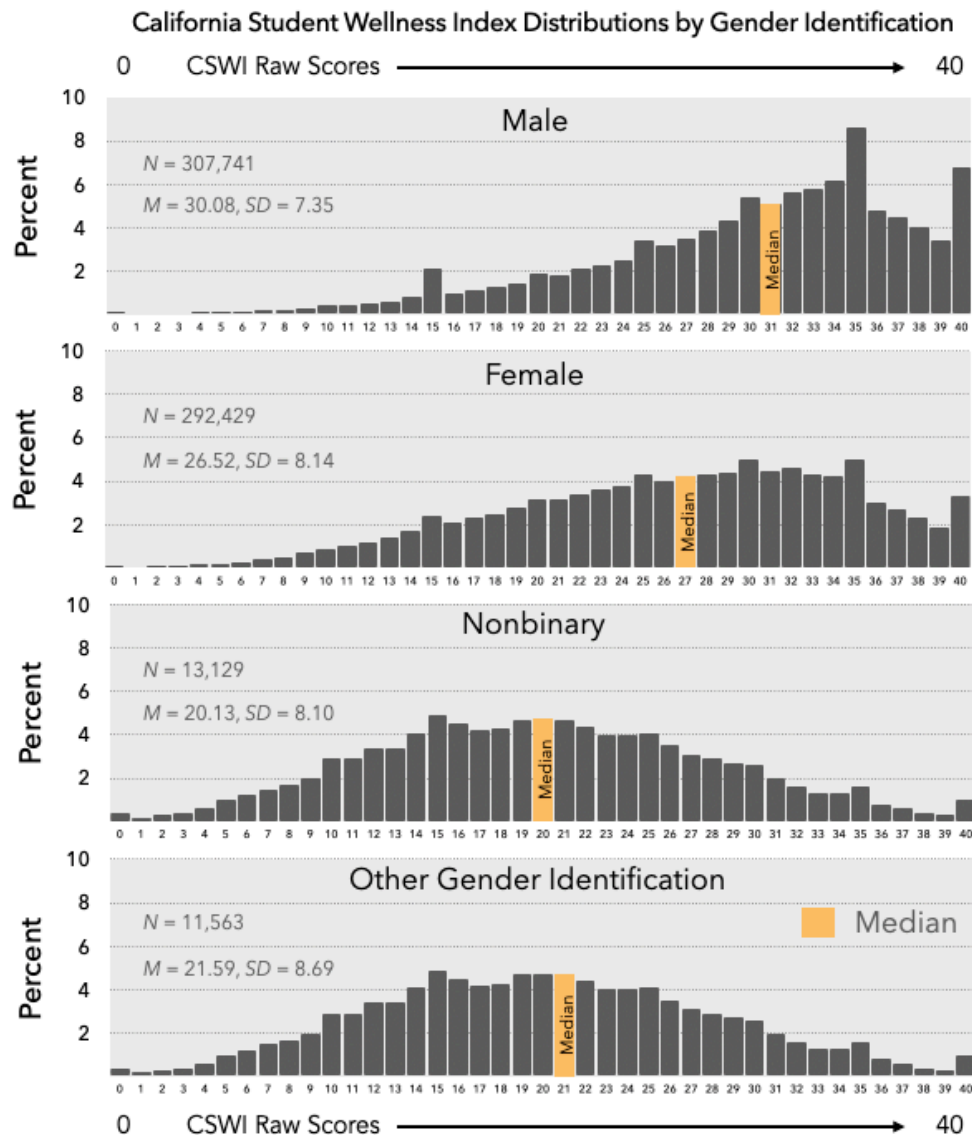 California Student Wellness Index Distributions by Gender Identification
0 CSWI Raw Scores 40
Male
N = 307,741
M = 30.08, SD = 7.35
Percent
10
8
6
4
2
Median
0 1 2 3 4 5 6 7 8 9 10 11 12 13 14 15 16 17 18 19 20 21 22 23 24 25 26 27 28 29 30 31 32 33 34 35 36 37 38 39 40
Female
N = 292,429
M = 26.52, SD = 8.14
Percent
10
8
6
4
2
Median
0 1 2 3 4 5 6 7 8 9 10 11 12 13 14 15 16 17 18 19 20 21 22 23 24 25 26 27 28 29 30 31 32 33 34 35 36 37 38 39 40
Nonbinary
N = 13,129
M = 20.13, SD = 8.10
Percent
10
8
6
4
2
Median
0 1 2 3 4 5 6 7 8 9 10 11 12 13 14 15 16 17 18 19 20 21 22 23 24 25 26 27 28 29 30 31 32 33 34 35 36 37 38 39 40
Other Gender Identification
N = 11,563
Median
M = 21.59, SD = 8.69
Percent
10
8
6
4
2
Median
0 1 2 3 4 5 6 7 8 9 10 11 12 13 14 15 16 17 18 19 20 21 22 23 24 25 26 27 28 29 30 31 32 33 34 35 36 37 38 39 40
0 CSWI Raw Scores 40